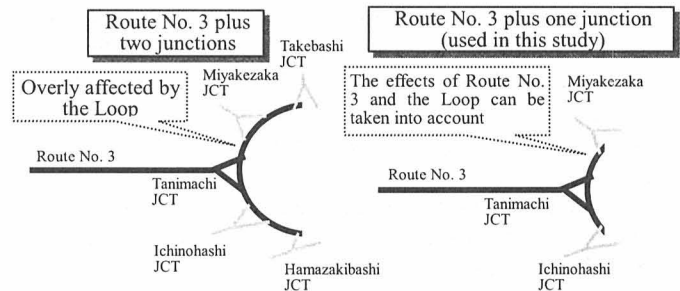 Route No. 3 plus
two junctions
Takebashi
JCT
Miyakezaka
JCT
Overly affected by
the Loop
Route No. 3
Tanimachi
JCT
Ichinohashi
JCT
Hamazakibashi
JCT
Route No. 3 plus one junction
(used in this study)
The effects of Route No.
3 and the Loop can be
taken into account
Miyakezaka
JCT
Route No. 3
Tanimachi
JCT
Ichinohashi
JCT